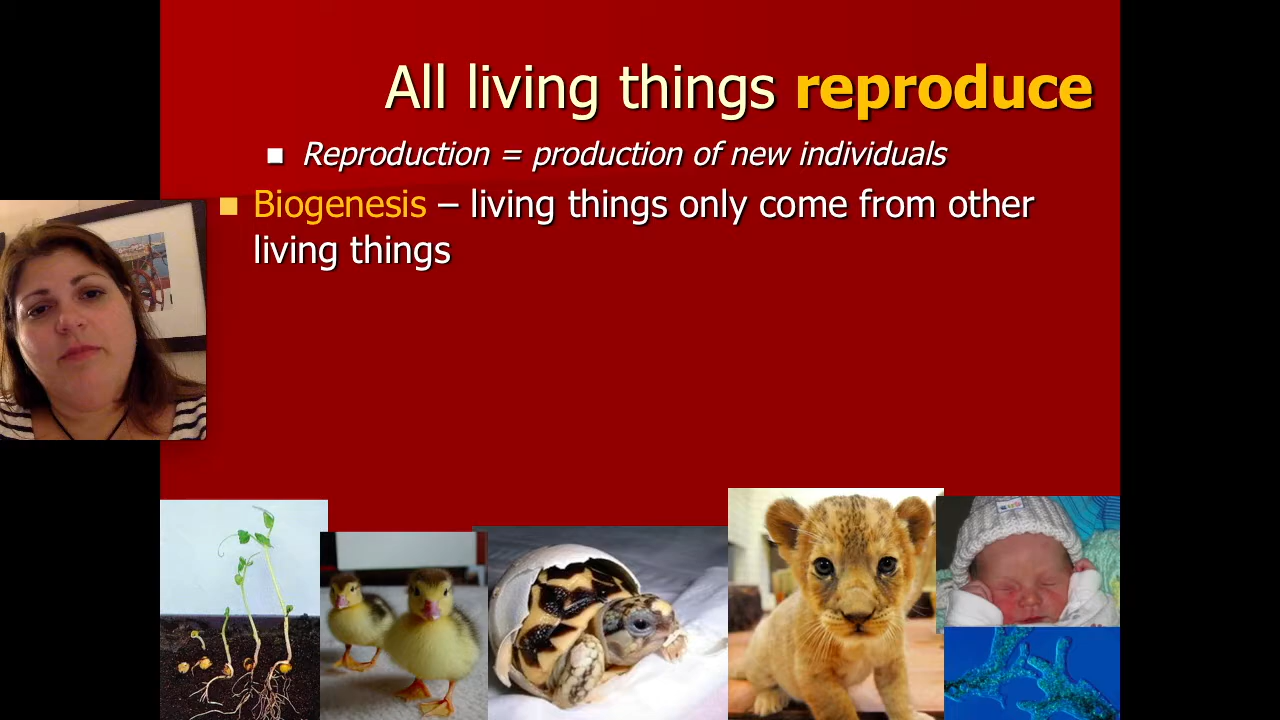 All living things reproduce
Reproduction = production of new individuals
Biogenesis – living things only come from other
living things